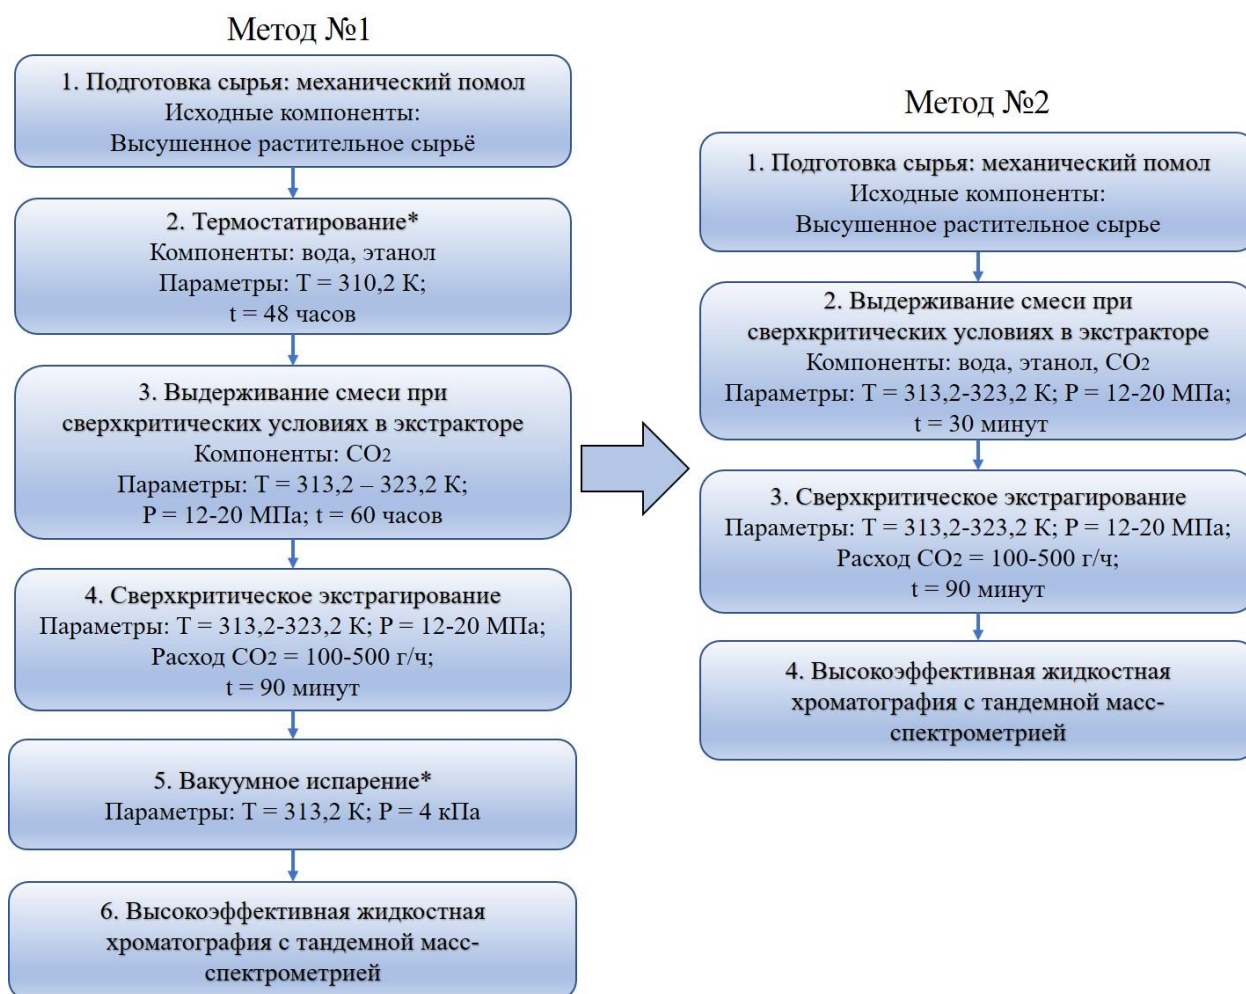 Метод №1
1. Подготовка сырья: механический помол
Исходные компоненты:
Высушенное растительное сырьё
2. Термостатирование*
Компоненты: вода, этанол
Параметры: Т = 310,2 К;
t = 48 часов
3. Выдерживание смеси при
сверхкритических условиях в экстракторе
Компоненты: CO2
Параметры: Т = 313,2 – 323,2 К;
Р = 12-20 МПа; t = 60 часов
4. Сверхкритическое экстрагирование
Параметры: Т = 313,2-323,2 К; Р = 12-20 МПа;
Расход CO2 = 100-500 г/ч;
t = 90 минут
5. Вакуумное испарение*
Параметры: Т = 313,2 К; Р = 4 кПа
6. Высокоэффективная жидкостная
хроматография с тандемной масс-
спектрометрией
Метод №2
1. Подготовка сырья: механический помол
Исходные компоненты:
Высушенное растительное сырье
2. Выдерживание смеси при
сверхкритических условиях в экстракторе
Компоненты: вода, этанол, CO2
Параметры: Т = 313,2-323,2 К; Р = 12-20 МПа;
t = 30 минут
3. Сверхкритическое экстрагирование
Параметры: Т = 313,2-323,2 К; Р = 12-20 МПа;
Расход CO2 = 100-500 г/ч;
t = 90 минут
4. Высокоэффективная жидкостная
хроматография с тандемной масс-
спектрометрией